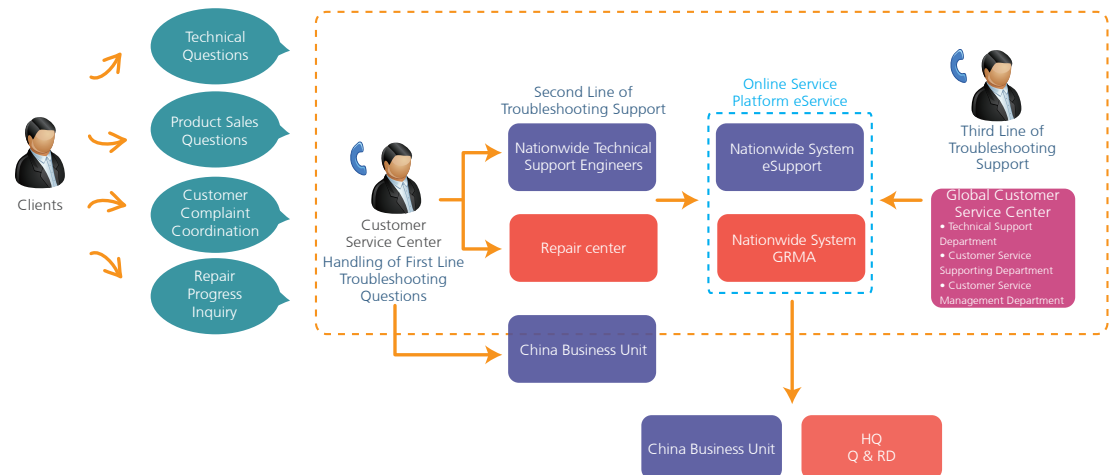 Clients
Technical
Questions
Product Sales
Questions
Customer
Complaint
Coordination
Repair
Progress
Inquiry
Customer
Service Center
Handling of First Line
Troubleshooting
Questions
Second Line of
Troubleshooting Support
Nationwide Technical
Support Engineers
Repair center
China Business Unit
Online Service
Platform eService
Nationwide System
eSupport
Nationwide System
GRMA
Third Line of
Troubleshooting
Support
Global Customer
Service Center
• Technical Support
Department
• Customer Service
Supporting Department
• Customer Service
Management Department
China Business Unit
HQ
Q & RD